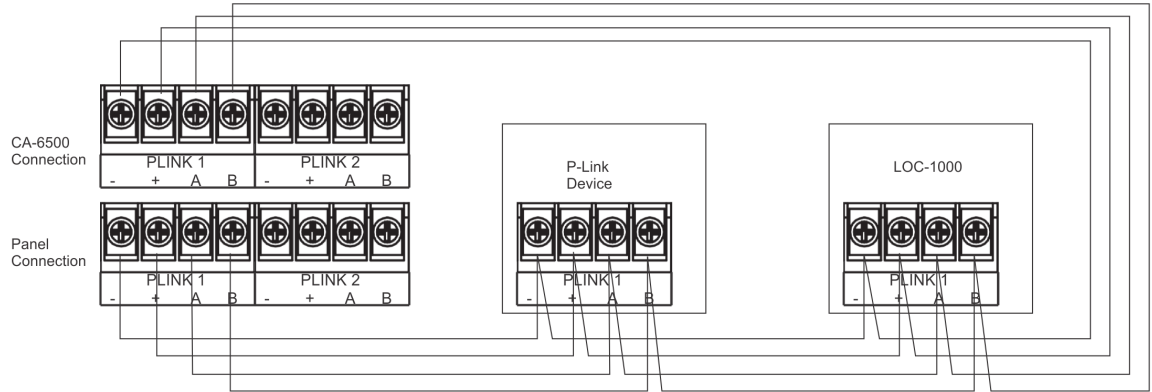 CA-6500
Connection
PLINK 1 PLINK 2
- + A B - + A B
Panel
Connection
PLINK 1 PLINK 2
- + A B - + A B
P-Link
Device
PLINK 1
- + A B
LOC-1000
PLINK 1
- + A B